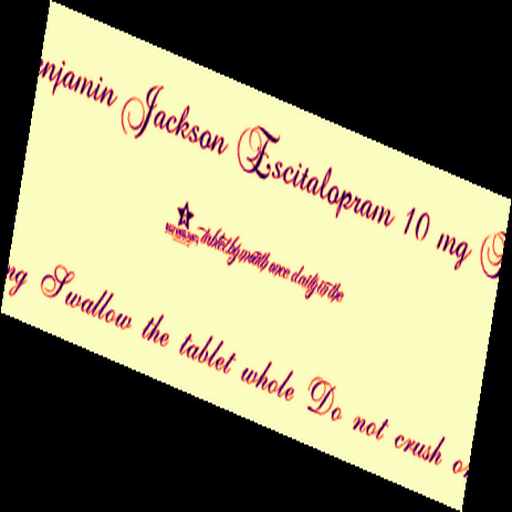 njamin Jackson Escitalopram 10 mg
tablet by mouth once daily in the
ng Swallow the tablet whole Do not crush o